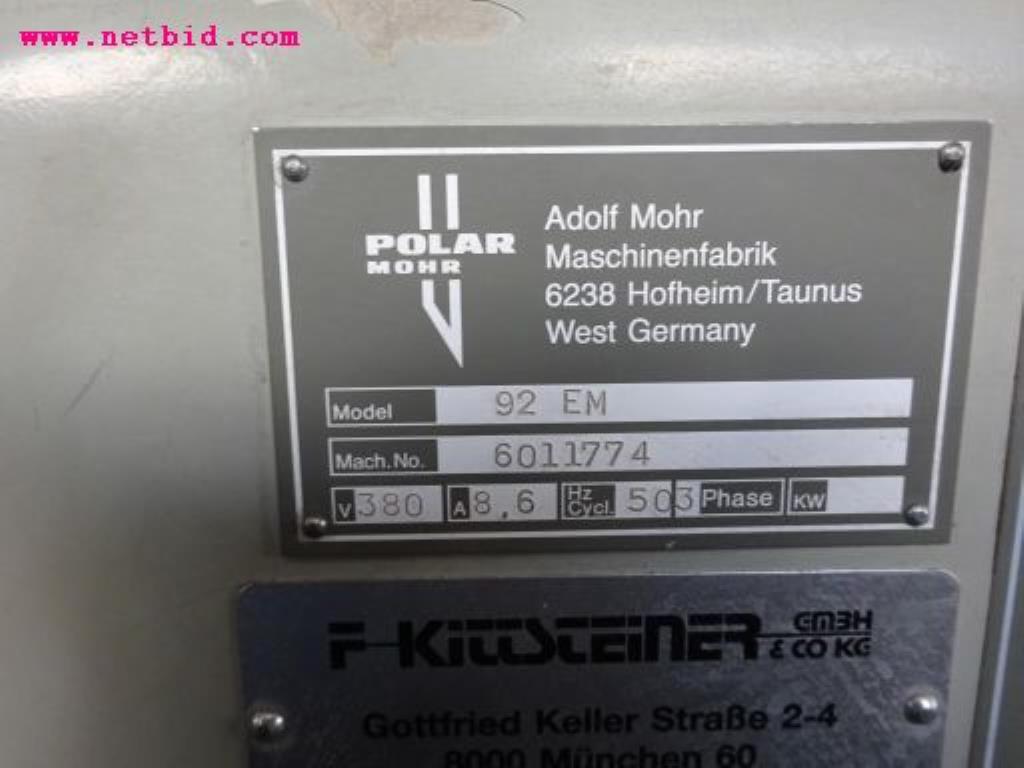 www.netbid.com
POLAR
MOHR
Adolf Mohr
Maschinenfabrik
6238 Hofheim/Taunus
West Germany
Model 92 EM
Mach.No. 6011774
V 380 A 8,6 Hz Cycl. 50 3 Phase KW
F·KITTSTEINER GMBH & CO KG
Gottfried Keller Straße 2-4
8000 München 60